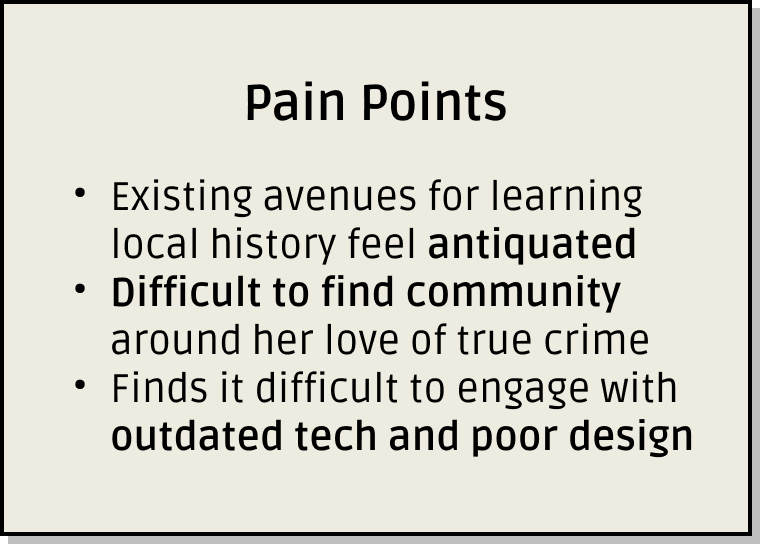 Pain Points
• Existing avenues for learning
local history feel antiquated
• Difficult to find community
around her love of true crime
• Finds it difficult to engage with
outdated tech and poor design